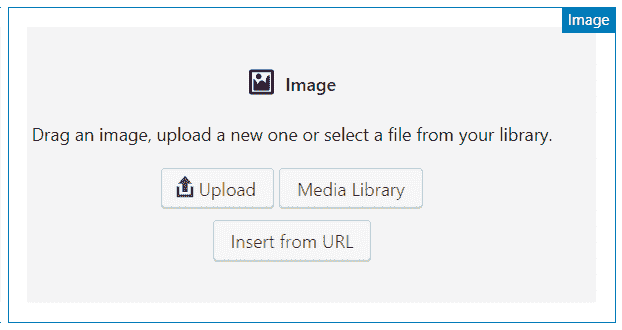 Image
Image
Drag an image, upload a new one or select a file from your library.
Upload
Media Library
Insert from URL